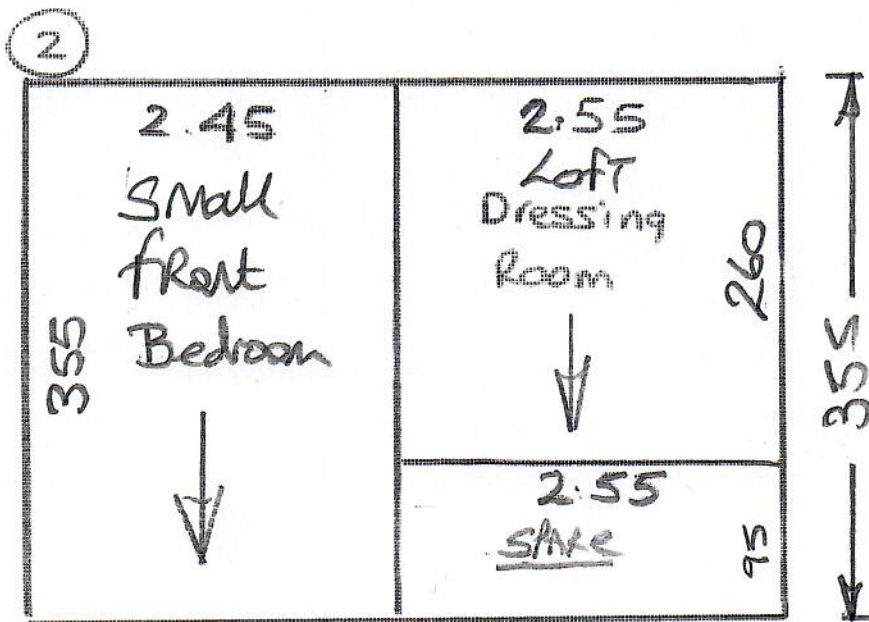 2
2.45
Small
fRont
Bedroom
355
2.55
LofT
Dressing
Room
260
2.55
SPARe
95
355